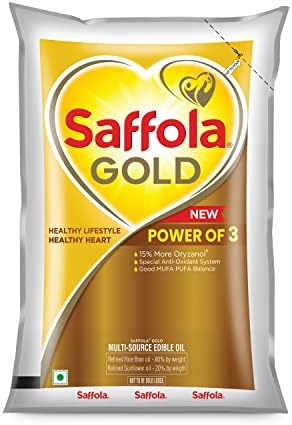 Saffola®
GOLD
NEW
POWER OF 3
HEALTHY LIFESTYLE
HEALTHY HEART
15% More Oryzanol*
Special Anti-Oxidant System
Good MUFA PUFA Balance
SAFFOLA® GOLD
MULTI-SOURCE EDIBLE OIL
Refined Rice Bran oil - 80% by weight
Refined Sunflower oil - 20% by weight
NOT TO BE SOLD LOOSE
Saffola. Saffola. Saffola.